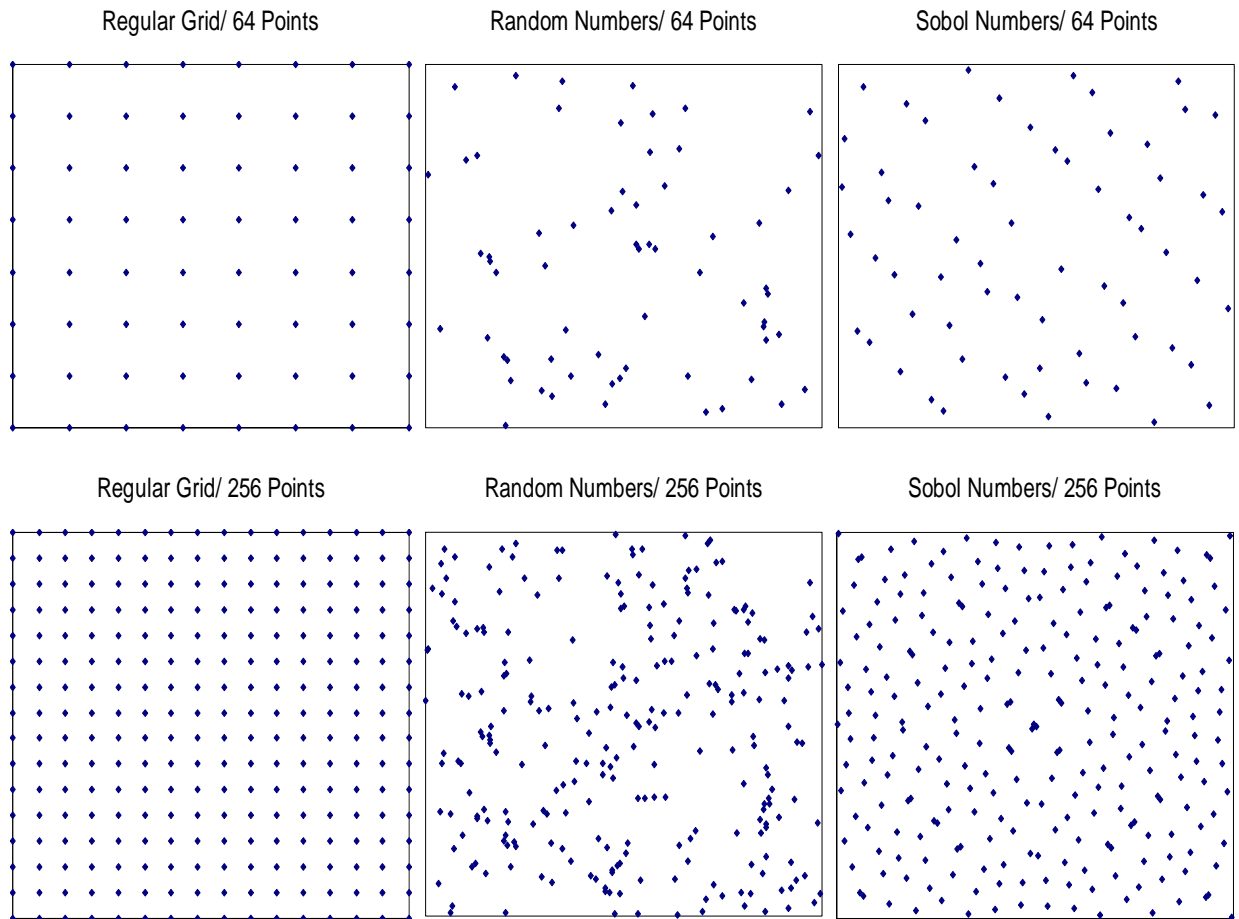 Regular Grid/ 64 Points
Random Numbers/ 64 Points
Sobol Numbers/ 64 Points
Regular Grid/ 256 Points
Random Numbers/ 256 Points
Sobol Numbers/ 256 Points